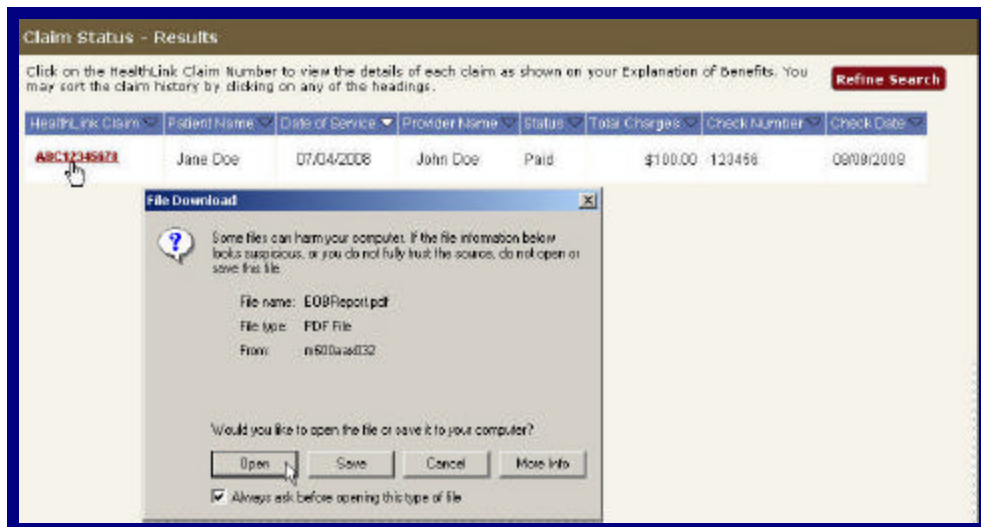 Claim Status - Results
Click on the HealthLink Claim Number to view the details of each claim as shown on your Explanation of Benefits. You
may sort the claim history by clicking on any of the headings.
Refine Search
HealthLink Claim Patient Name Date of Service Provider Name Status Total Charges Check Number Check Date
ABC12345678 Jane Doe 07/04/2008 John Doe Paid $100.00 123456 09/09/2009
File Download
Some files can harm your computer. If the file information below
looks suspicious, or you do not fully trust the source, do not open or
save this file.
File name: EOBReport.pdf
File type: PDF File
From: m600aas032
Would you like to open the file or save it to your computer?
Open Save Cancel More Info
Always ask before opening this type of file